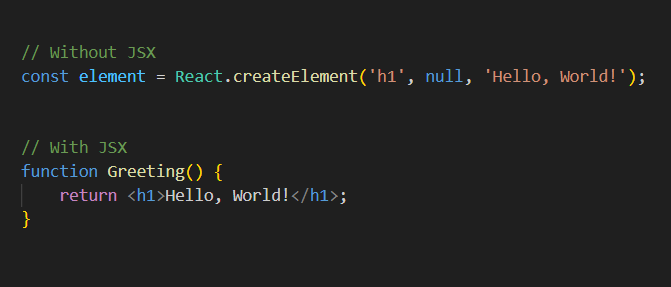 // Without JSX
const element = React.createElement('h1', null, 'Hello, World!');
// With JSX
function Greeting() {
    return <h1>Hello, World!</h1>;
}